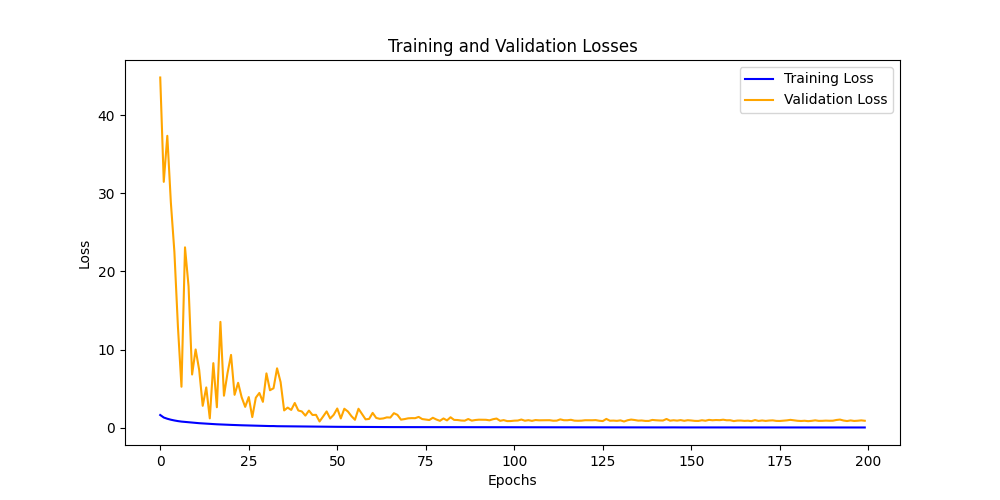 Training and Validation Losses
Training Loss
Validation Loss
40
30
20
10
0
Loss
0 25 50 75 100 125 150 175 200
Epochs